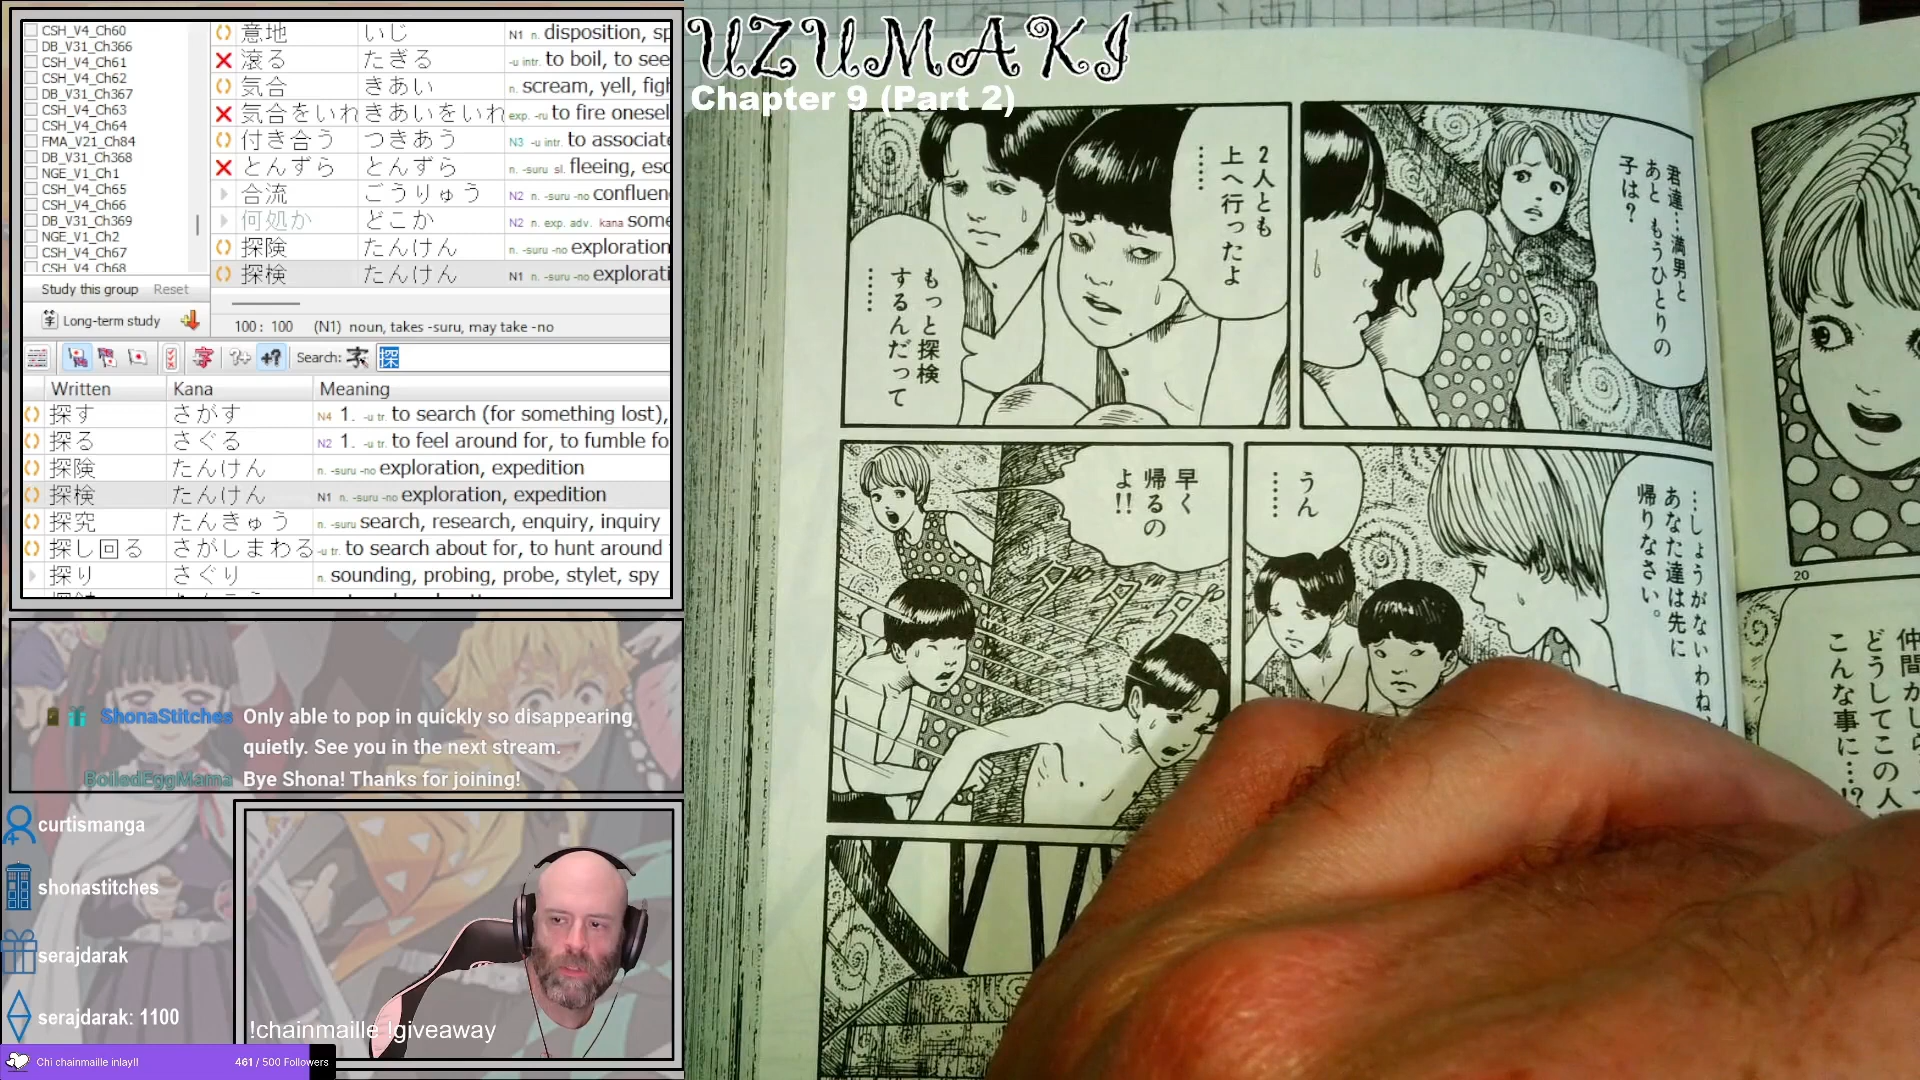 CSH_V4_Ch60
DB_V31_Ch366
CSH_V4_Ch61
CSH_V4_Ch62
DB_V31_Ch367
CSH_V4_Ch63
CSH_V4_Ch64
FMA_V21_Ch84
DB_V31_Ch368
NGE_V1_Ch1
CSH_V4_Ch65
CSH_V4_Ch66
DB_V31_Ch369
NGE_V1_Ch2
CSH_V4_Ch67
CSH_V4_Ch68
Study this group Reset
Long-term study
意地 いじ N1 n. disposition, sp
滾る たぎる -u intr. to boil, to see
気合 きあい n. scream, yell, figh
気合をいれ きあいをいれ exp. -ru to fire onesel
付き合う つきあう N3 -u intr. to associate
とんずら とんずら n. -suru sl. fleeing, esc
合流 ごうりゅう N2 n. -suru -no confluen
何処か どこか N2 n. exp. adv. kana some
探険 たんけん n. -suru -no exploration
探検 たんけん N1 n. -suru -no explorati
100 : 100 (N1) noun, takes -suru, may take -no
Search: 探
Written Kana Meaning
探す さがす N4 1. -u tr. to search (for something lost),
探る さぐる N2 1. -u tr. to feel around for, to fumble fo
探険 たんけん n. -suru -no exploration, expedition
探検 たんけん N1 n. -suru -no exploration, expedition
探究 たんきゅう n. -suru search, research, enquiry, inquiry
探し回る さがしまわる -u tr. to search about for, to hunt around
探り さぐり n. sounding, probing, probe, stylet, spy
ShonaStitches Only able to pop in quickly so disappearing
quietly. See you in the next stream.
BoiledEggMama Bye Shona! Thanks for joining!
curtismanga
shonastitches
serajdarak
serajdarak: 1100
!chainmaille !giveaway
Chi chainmaille inlay!! 461 / 500 Followers
UZUMAKI
Chapter 9 (Part 2)
君達…満男と
あと もうひとりの
子は?
2人とも
上へ行ったよ
……
もっと探検
するんだって
……
…しょうがないわね、
あなた達は先に
帰りなさい。
うん
……
早く
帰るの
よ!!
ダダダ
20
どうしてこの人
こんな事に…!?